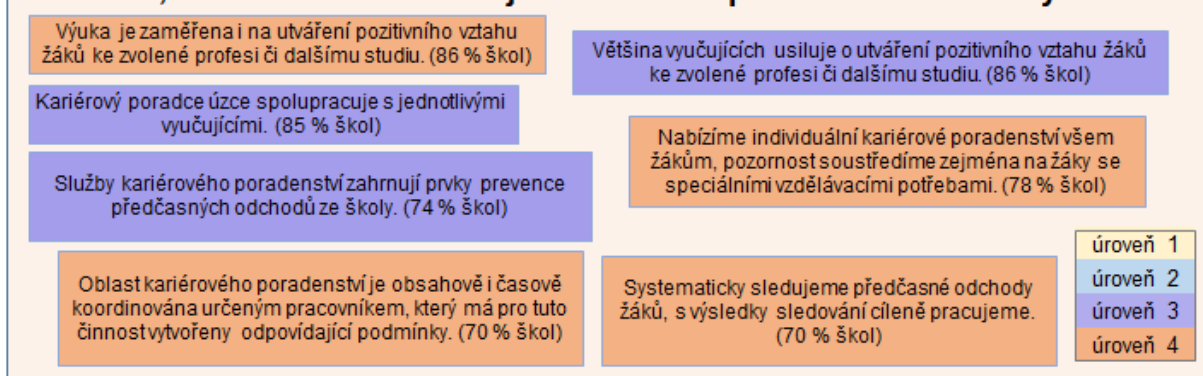 Výuka je zaměřena i na utváření pozitivního vztahu
žáků ke zvolené profesi či dalšímu studiu. (86 % škol)
Většina vyučujících usiluje o utváření pozitivního vztahu žáků
ke zvolené profesi či dalšímu studiu. (86 % škol)
Kariérový poradce úzce spolupracuje s jednotlivými
vyučujícími. (85 % škol)
Nabízíme individuální kariérové poradenství všem
žákům, pozornost soustředíme zejména na žáky se
speciálními vzdělávacími potřebami. (78 % škol)
Služby kariérového poradenství zahrnují prvky prevence
předčasných odchodů ze školy. (74 % škol)
Oblast kariérového poradenství je obsahově i časově
koordinována určeným pracovníkem, který má pro tuto
činnost vytvořeny odpovídající podmínky. (70 % škol)
Systematicky sledujeme předčasné odchody
žáků, s výsledky sledování cíleně pracujeme.
(70 % škol)
úroveň 1
úroveň 2
úroveň 3
úroveň 4